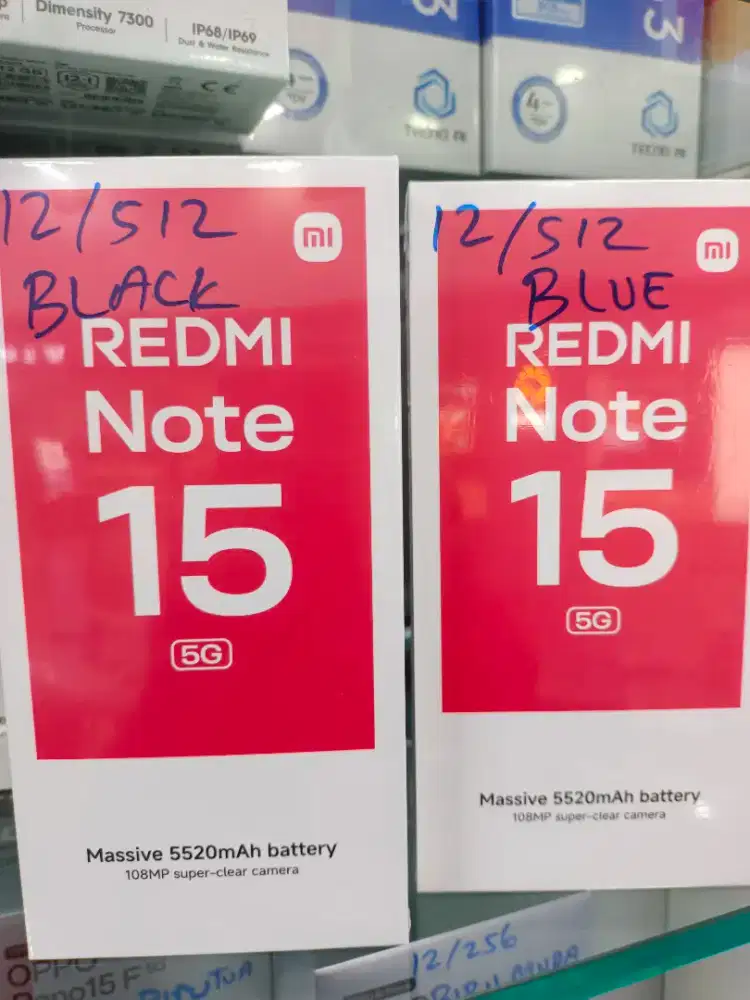 Dimensity 7300
Processor
IP68/IP69
Dust & Water Resistance
TECNO
TECNO
12/512
BLACK
mi
REDMI
Note
15
5G
Massive 5520mAh battery
108MP super-clear camera
12/512
BLUE
mi
REDMI
Note
15
5G
Massive 5520mAh battery
108MP super-clear camera
OPPO
Reno15 F 5G
12/256